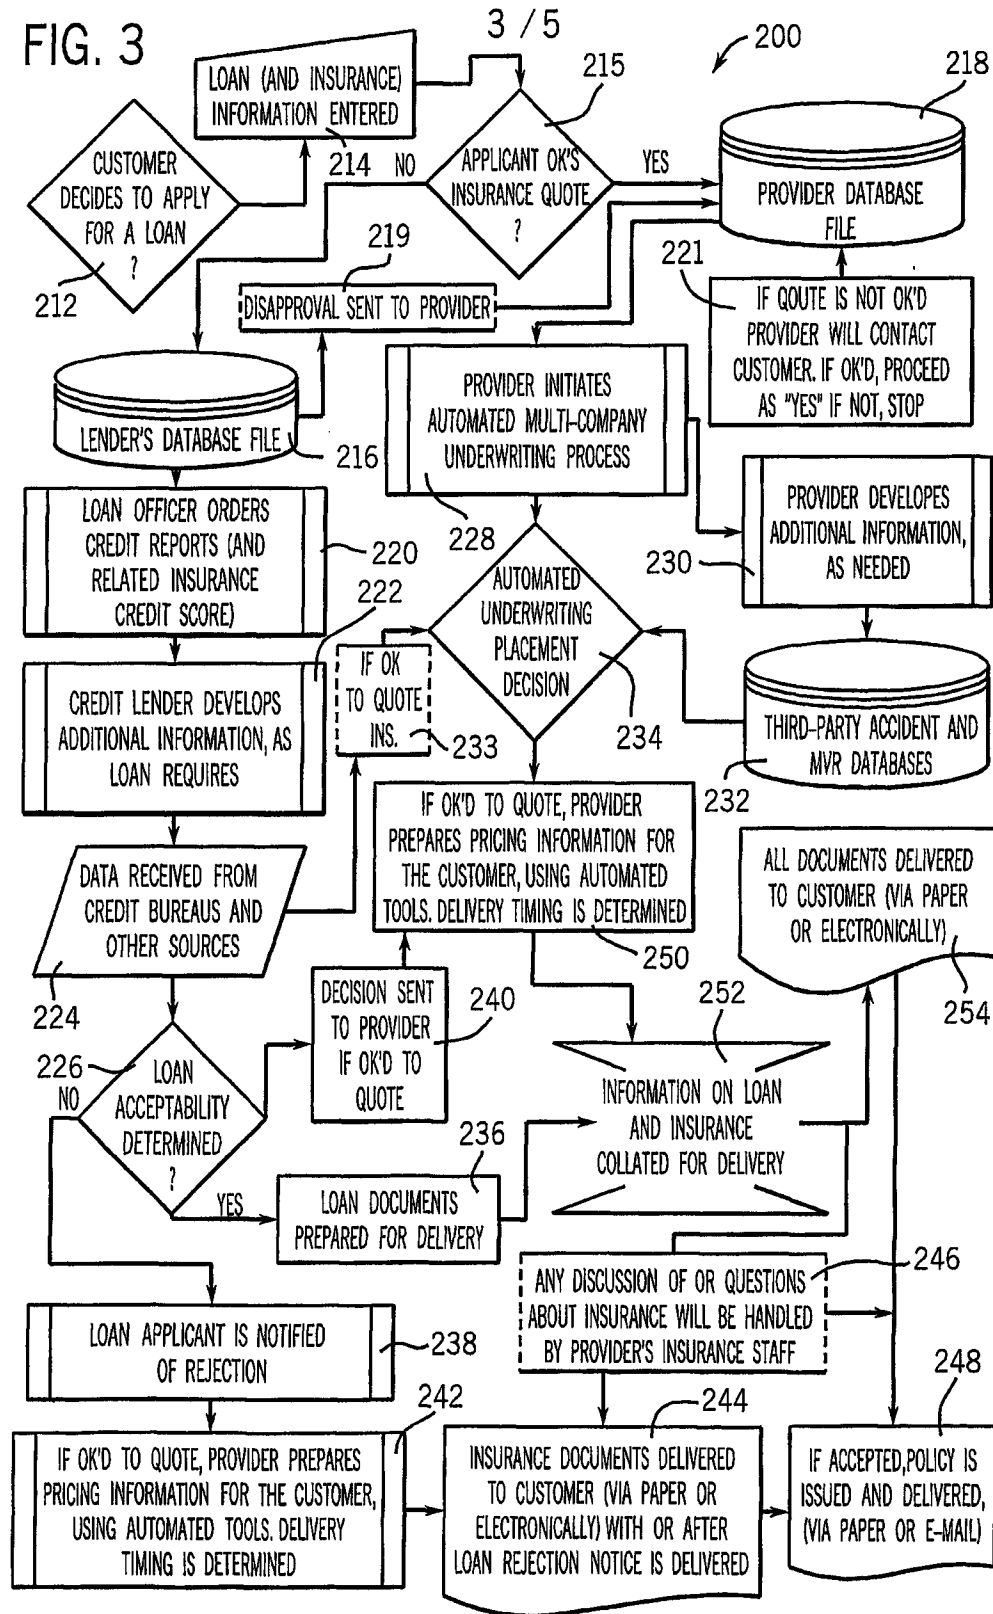 FIG. 3
3 / 5
200
LOAN (AND INSURANCE)
INFORMATION ENTERED
214
215
218
CUSTOMER
DECIDES TO APPLY
FOR A LOAN
?
212
NO
APPLICANT OK'S
INSURANCE QUOTE
?
YES
PROVIDER DATABASE
FILE
219
DISAPPROVAL SENT TO PROVIDER
221
IF QOUTE IS NOT OK'D
PROVIDER WILL CONTACT
CUSTOMER. IF OK'D, PROCEED
AS "YES" IF NOT, STOP
LENDER'S DATABASE FILE
216
PROVIDER INITIATES
AUTOMATED MULTI-COMPANY
UNDERWRITING PROCESS
228
LOAN OFFICER ORDERS
CREDIT REPORTS (AND
RELATED INSURANCE
CREDIT SCORE)
220
222
PROVIDER DEVELOPES
ADDITIONAL INFORMATION,
AS NEEDED
230
AUTOMATED
UNDERWRITING
PLACEMENT
DECISION
234
CREDIT LENDER DEVELOPS
ADDITIONAL INFORMATION, AS
LOAN REQUIRES
IF OK
TO QUOTE
INS.
233
THIRD-PARTY ACCIDENT AND
MVR DATABASES
232
IF OK'D TO QUOTE, PROVIDER
PREPARES PRICING INFORMATION FOR
THE CUSTOMER, USING AUTOMATED
TOOLS. DELIVERY TIMING IS DETERMINED
250
DATA RECEIVED FROM
CREDIT BUREAUS AND
OTHER SOURCES
224
ALL DOCUMENTS DELIVERED
TO CUSTOMER (VIA PAPER
OR ELECTRONICALLY)
254
DECISION SENT
TO PROVIDER
IF OK'D TO
QUOTE
240
252
226
NO
LOAN
ACCEPTABILITY
DETERMINED
?
YES
INFORMATION ON LOAN
AND INSURANCE
COLLATED FOR DELIVERY
236
LOAN DOCUMENTS
PREPARED FOR DELIVERY
246
ANY DISCUSSION OF OR QUESTIONS
ABOUT INSURANCE WILL BE HANDLED
BY PROVIDER'S INSURANCE STAFF
LOAN APPLICANT IS NOTIFIED
OF REJECTION
238
242
IF OK'D TO QUOTE, PROVIDER PREPARES
PRICING INFORMATION FOR THE CUSTOMER,
USING AUTOMATED TOOLS. DELIVERY
TIMING IS DETERMINED
244
INSURANCE DOCUMENTS DELIVERED
TO CUSTOMER (VIA PAPER OR
ELECTRONICALLY) WITH OR AFTER
LOAN REJECTION NOTICE IS DELIVERED
248
IF ACCEPTED,POLICY IS
ISSUED AND DELIVERED,
(VIA PAPER OR E-MAIL)